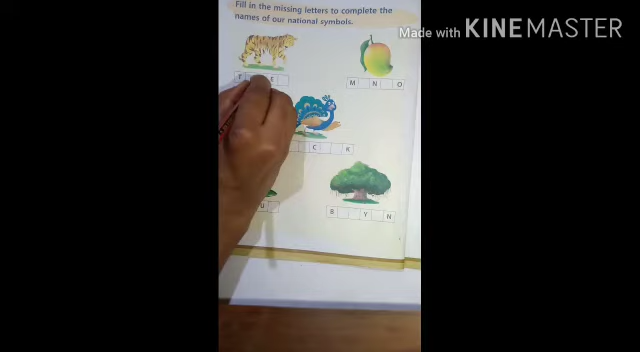 Fill in the missing letters to complete the
names of our national symbols.
Made with KINEMASTER
E
M N O
C K
U
B Y N